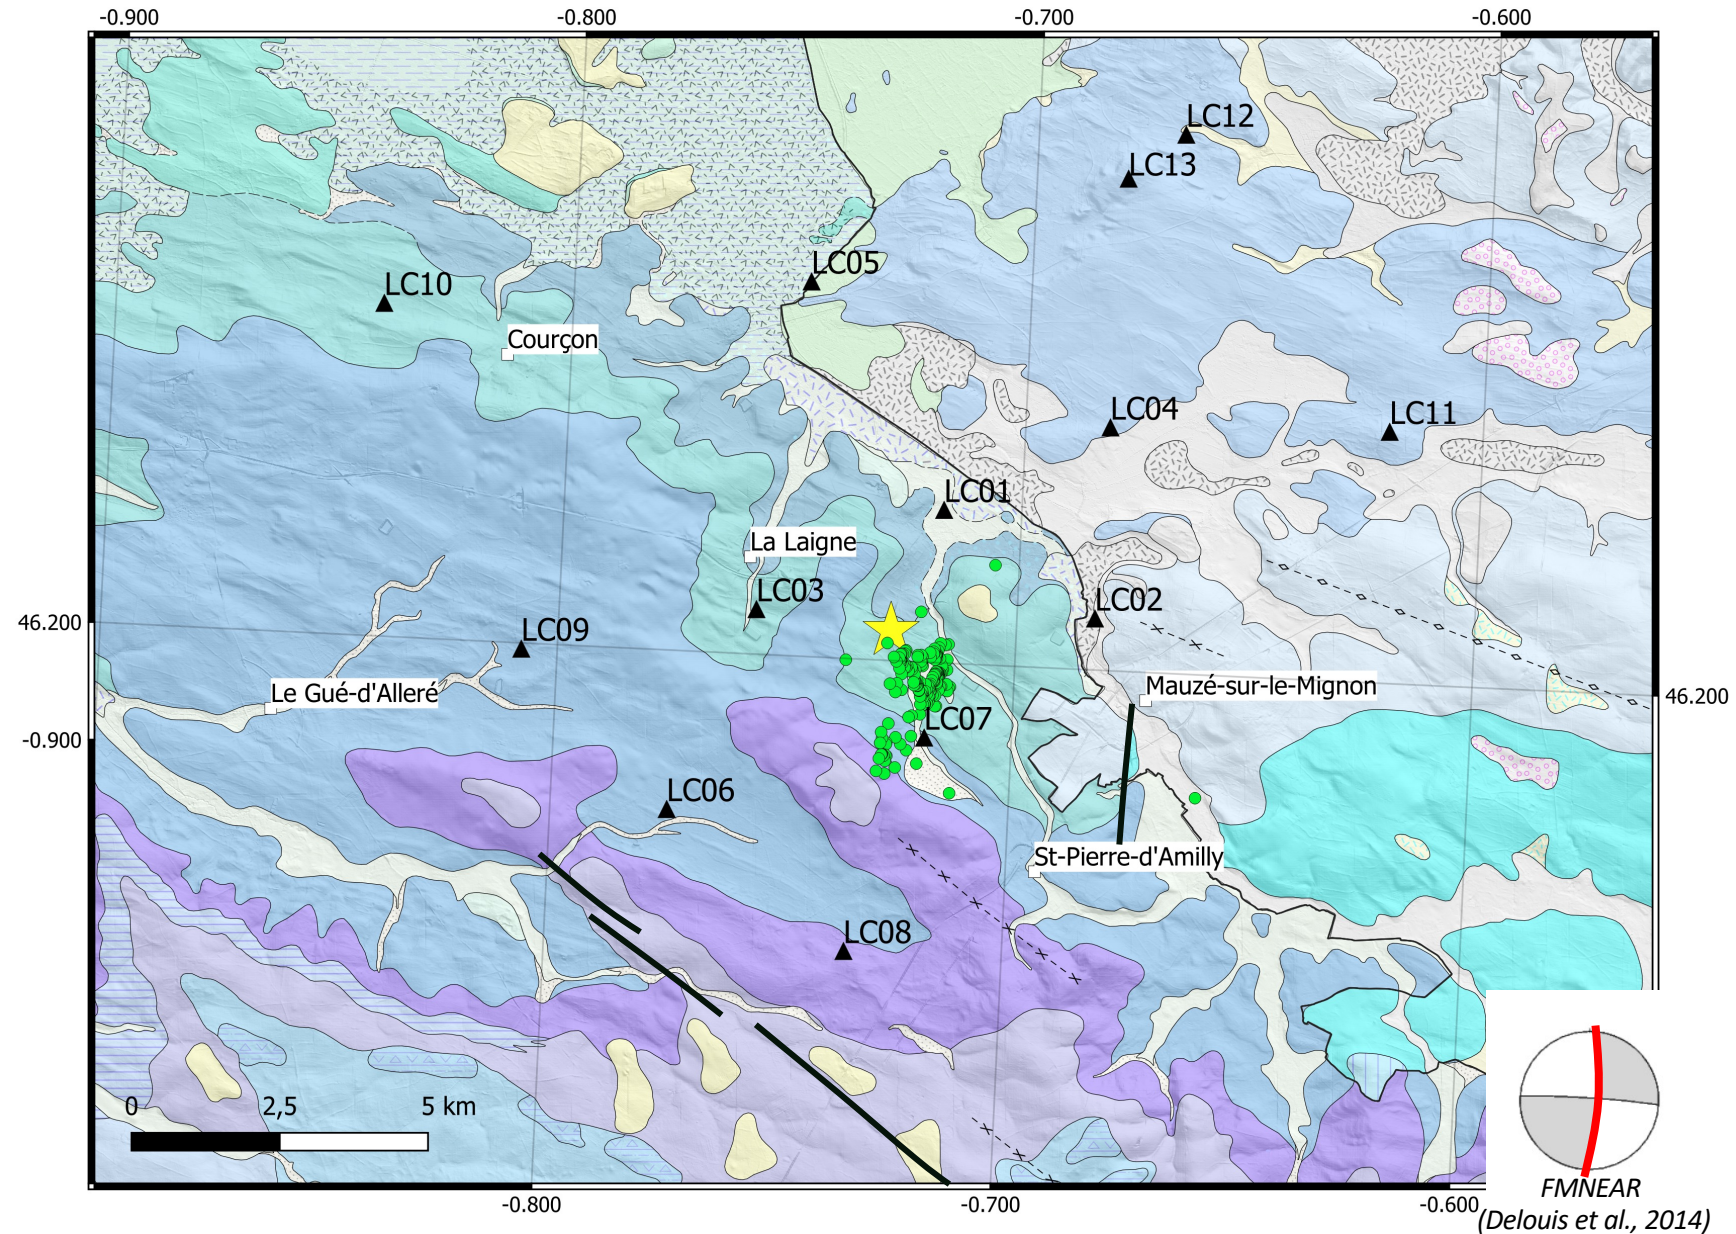 -0.900 -0.800 -0.700 -0.600
LC12
LC13
LC05
LC10
Courçon
LC04
LC11
LC01
La Laigne
LC03
LC02
46.200
LC09
Le Gué-d'Alleré
Mauzé-sur-le-Mignon
46.200
LC07
-0.900
LC06
St-Pierre-d'Amilly
LC08
0 2,5 5 km
-0.800 -0.700 -0.600
FMNEAR
(Delouis et al., 2014)